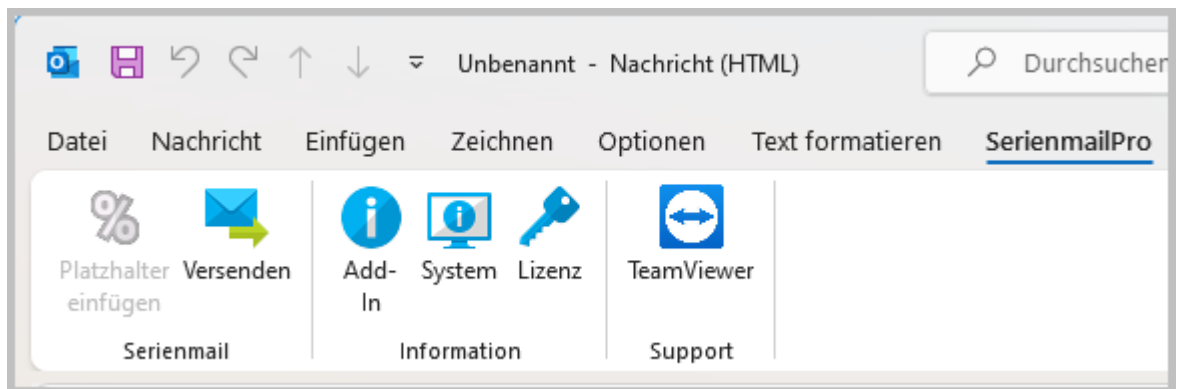 Unbenannt - Nachricht (HTML)
Durchsuchen
Datei Nachricht Einfügen Zeichnen Optionen Text formatieren SerienmailPro
Platzhalter einfügen
Versenden
Add-In
System
Lizenz
TeamViewer
Serienmail
Information
Support